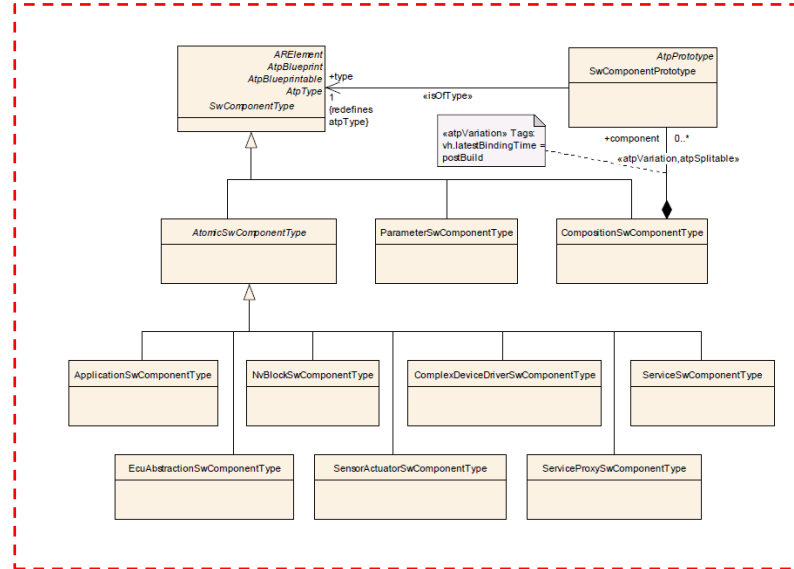 ARElement
AtpBlueprint
AtpBlueprintable
AtpType
SwComponentType
+type
1
{redefines
atpType}
«isOfType»
AtpPrototype
SwComponentPrototype
«atpVariation» Tags:
vh.latestBindingTime =
postBuild
+component 0..*
«atpVariation,atpSplitable»
AtomicSwComponentType
ParameterSwComponentType
CompositionSwComponentType
ApplicationSwComponentType
NvBlockSwComponentType
ComplexDeviceDriverSwComponentType
ServiceSwComponentType
EcuAbstractionSwComponentType
SensorActuatorSwComponentType
ServiceProxySwComponentType